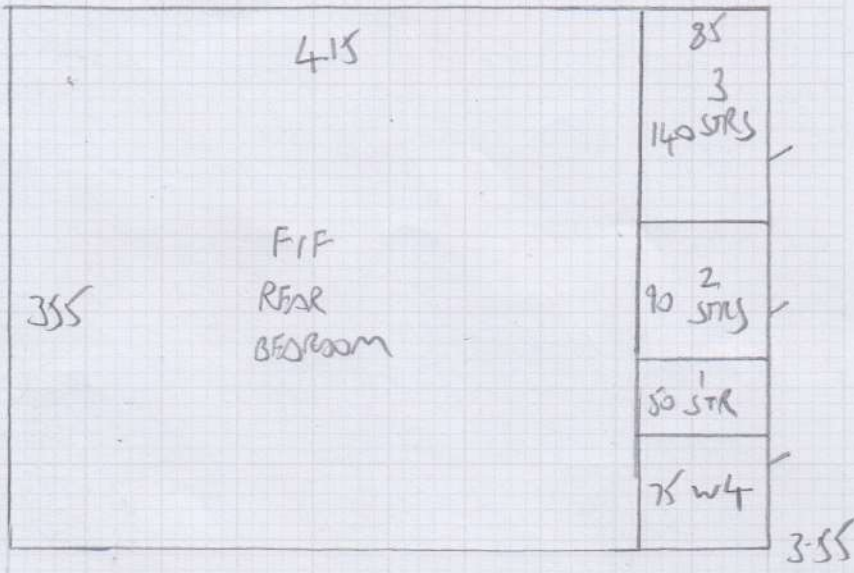 415
85
3
140 STRS
F/F
REAR
BEDROOM
355
90 2
STRS
1
50 STR
75 W4
3-55